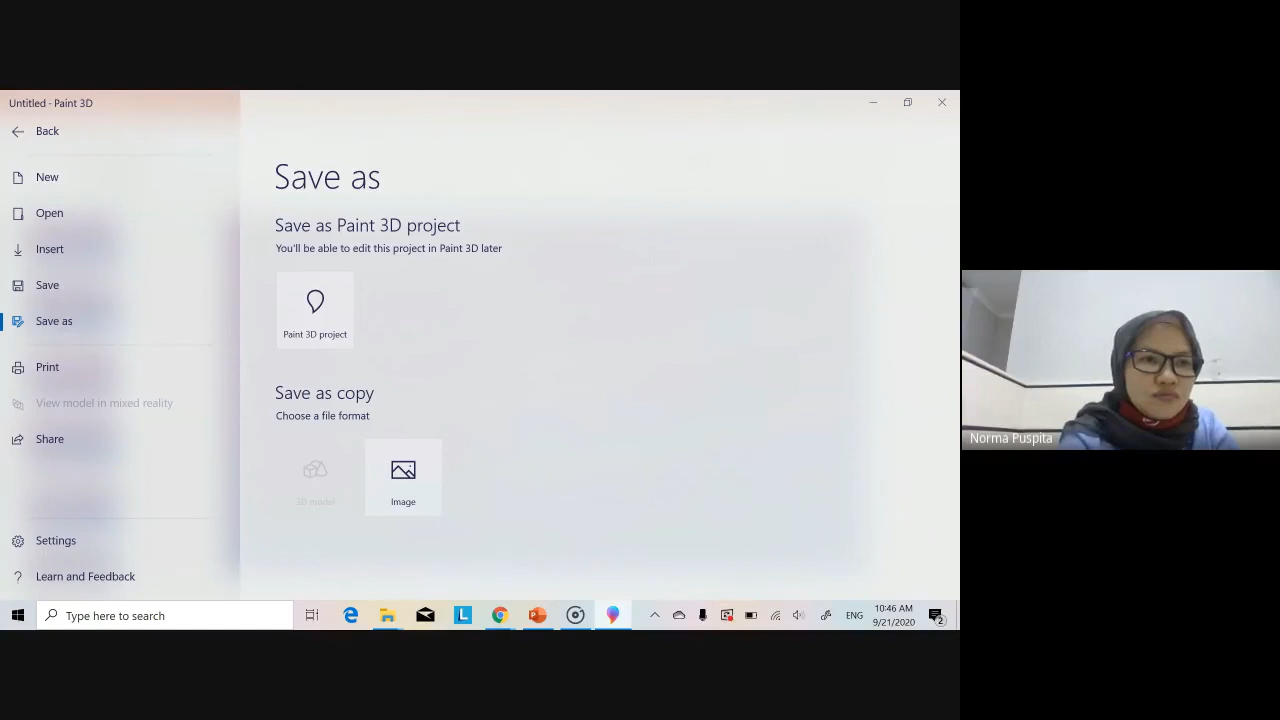 Untitled - Paint 3D
Back
New
Open
Insert
Save
Save as
Print
View model in mixed reality
Share
Settings
Learn and Feedback
Save as
Save as Paint 3D project
You'll be able to edit this project in Paint 3D later
Paint 3D project
Save as copy
Choose a file format
3D model
Image
Norma Puspita
Type here to search
L
ENG
10:46 AM
9/21/2020
2